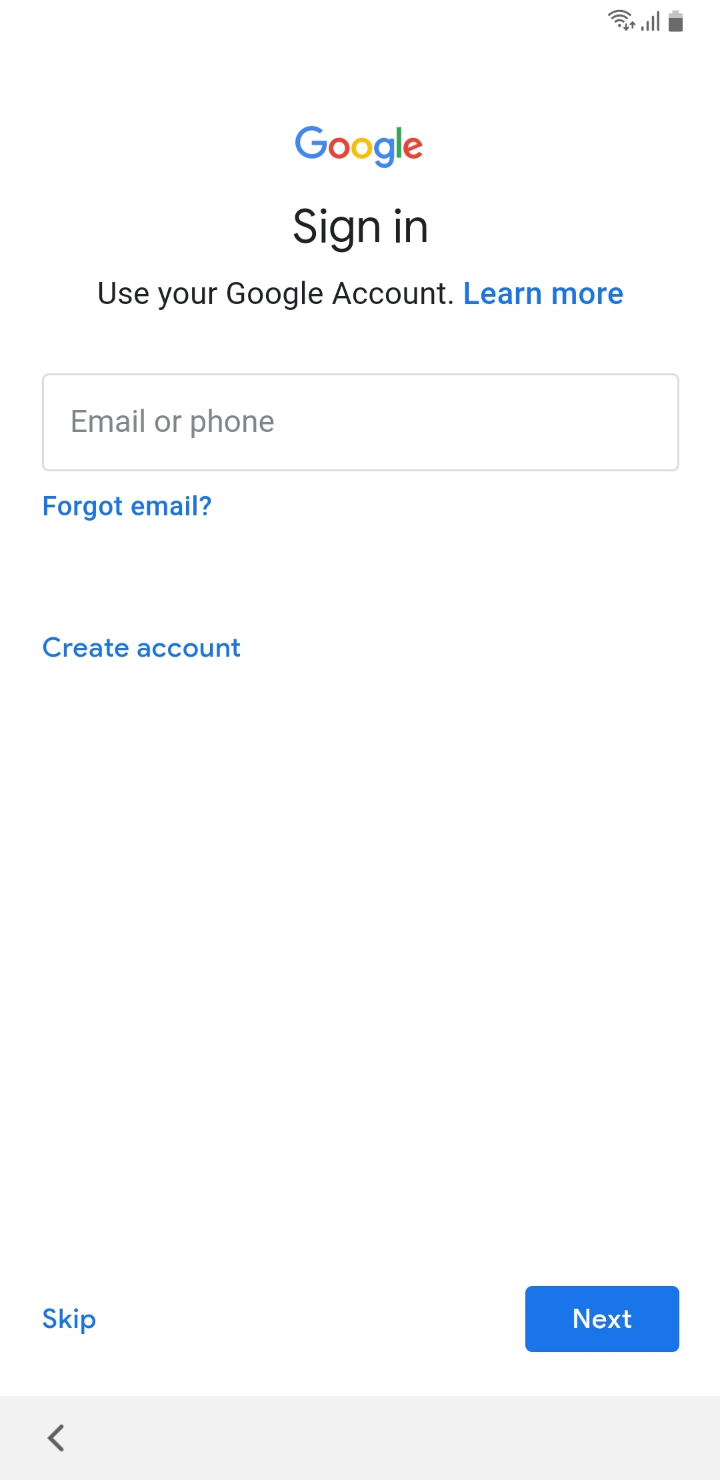 Google
Sign in
Use your Google Account. Learn more
Email or phone
Forgot email?
Create account
Skip
Next